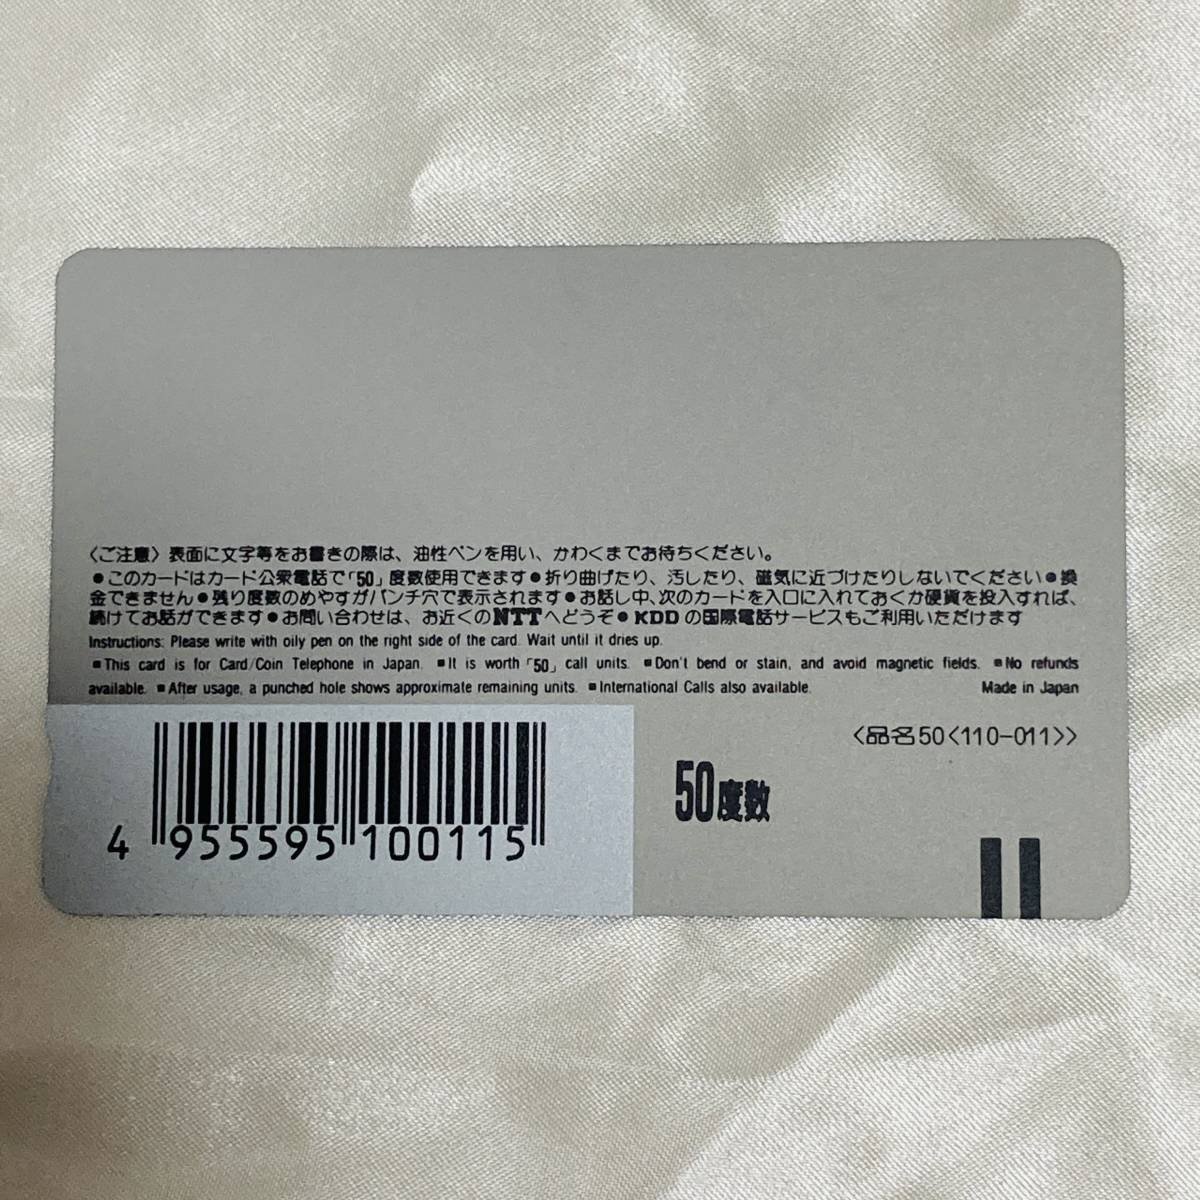 〈ご注意〉表面に文字等をお書きの際は、油性ペンを用い、かわくまでお待ちください。
●このカードはカード公衆電話で「50」度数使用できます●折り曲げたり、汚したり、磁気に近づけたりしないでください●換
金できません●残り度数のめやすがパンチ穴で表示されます●お話し中、次のカードを入口に入れておくか硬貨を投入すれば、
続けてお話ができます●お問い合わせは、お近くのNTTへどうぞ●KDDの国際電話サービスもご利用いただけます
Instructions: Please write with oily pen on the right side of the card. Wait until it dries up.
■This card is for Card/Coin Telephone in Japan. ■It is worth「50」call units. ■Don't bend or stain, and avoid magnetic fields. ■No refunds
available. ■After usage, a punched hole shows approximate remaining units. ■International Calls also available. Made in Japan
〈品名50〈110-011〉〉
50度数
4 955595 100115